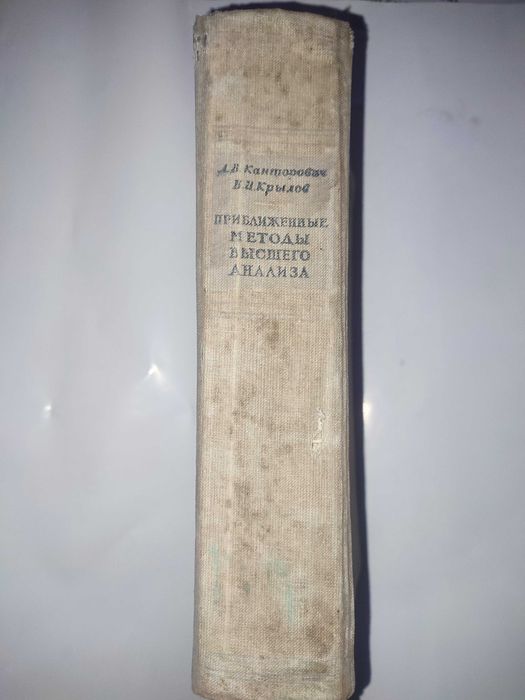 Л.В. Канторович
В.И. Крылов
ПРИБЛИЖЕННЫЕ
МЕТОДЫ
ВЫСШЕГО
АНАЛИЗА